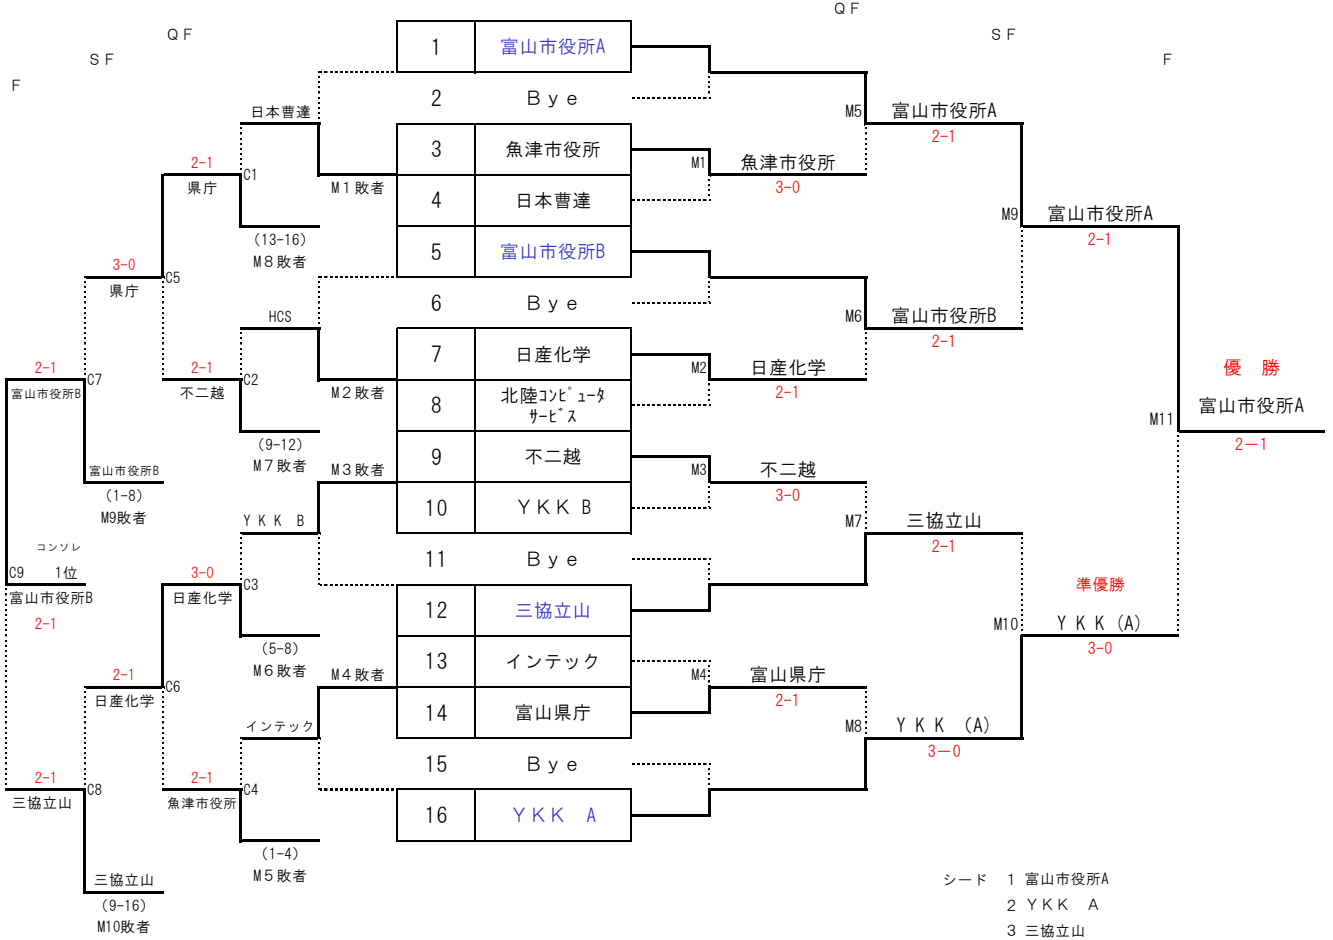 ＱＦ
ＳＦ
Ｆ
1 富山市役所A
2 Ｂｙｅ
3 魚津市役所
4 日本曹達
5 富山市役所B
6 Ｂｙｅ
7 日産化学
8 北陸ｺﾝﾋﾟｭｰﾀ
ｻｰﾋﾞｽ
9 不二越
10 ＹＫＫ B
11 Ｂｙｅ
12 三協立山
13 インテック
14 富山県庁
15 Ｂｙｅ
16 ＹＫＫ　A
日本曹達
C1
M1敗者
2-1
県庁
(13-16)
M8敗者
3-0
県庁
C5
HCS
C2
M2敗者
2-1
不二越
(9-12)
M7敗者
2-1
富山市役所B
C7
富山市役所B
(1-8)
M9敗者
M3敗者
ＹＫＫ B
コンソレ
C9 1位
富山市役所B
2-1
3-0
日産化学
C3
(5-8)
M6敗者
M4敗者
2-1
日産化学
C6
インテック
2-1
魚津市役所
C4
(1-4)
M5敗者
2-1
三協立山
C8
三協立山
(9-16)
M10敗者
ＱＦ
ＳＦ
Ｆ
M1 魚津市役所
3-0
M5 富山市役所A
2-1
M9 富山市役所A
2-1
M6 富山市役所B
2-1
M2 日産化学
2-1
優　勝
富山市役所A
M11
2－1
M3 不二越
3-0
M7 三協立山
2-1
準優勝
M10 ＹＫＫ(A)
3-0
M4 富山県庁
2-1
M8 ＹＫＫ (A)
3－0
シード 1 富山市役所A
2 ＹＫＫ　A
3 三協立山